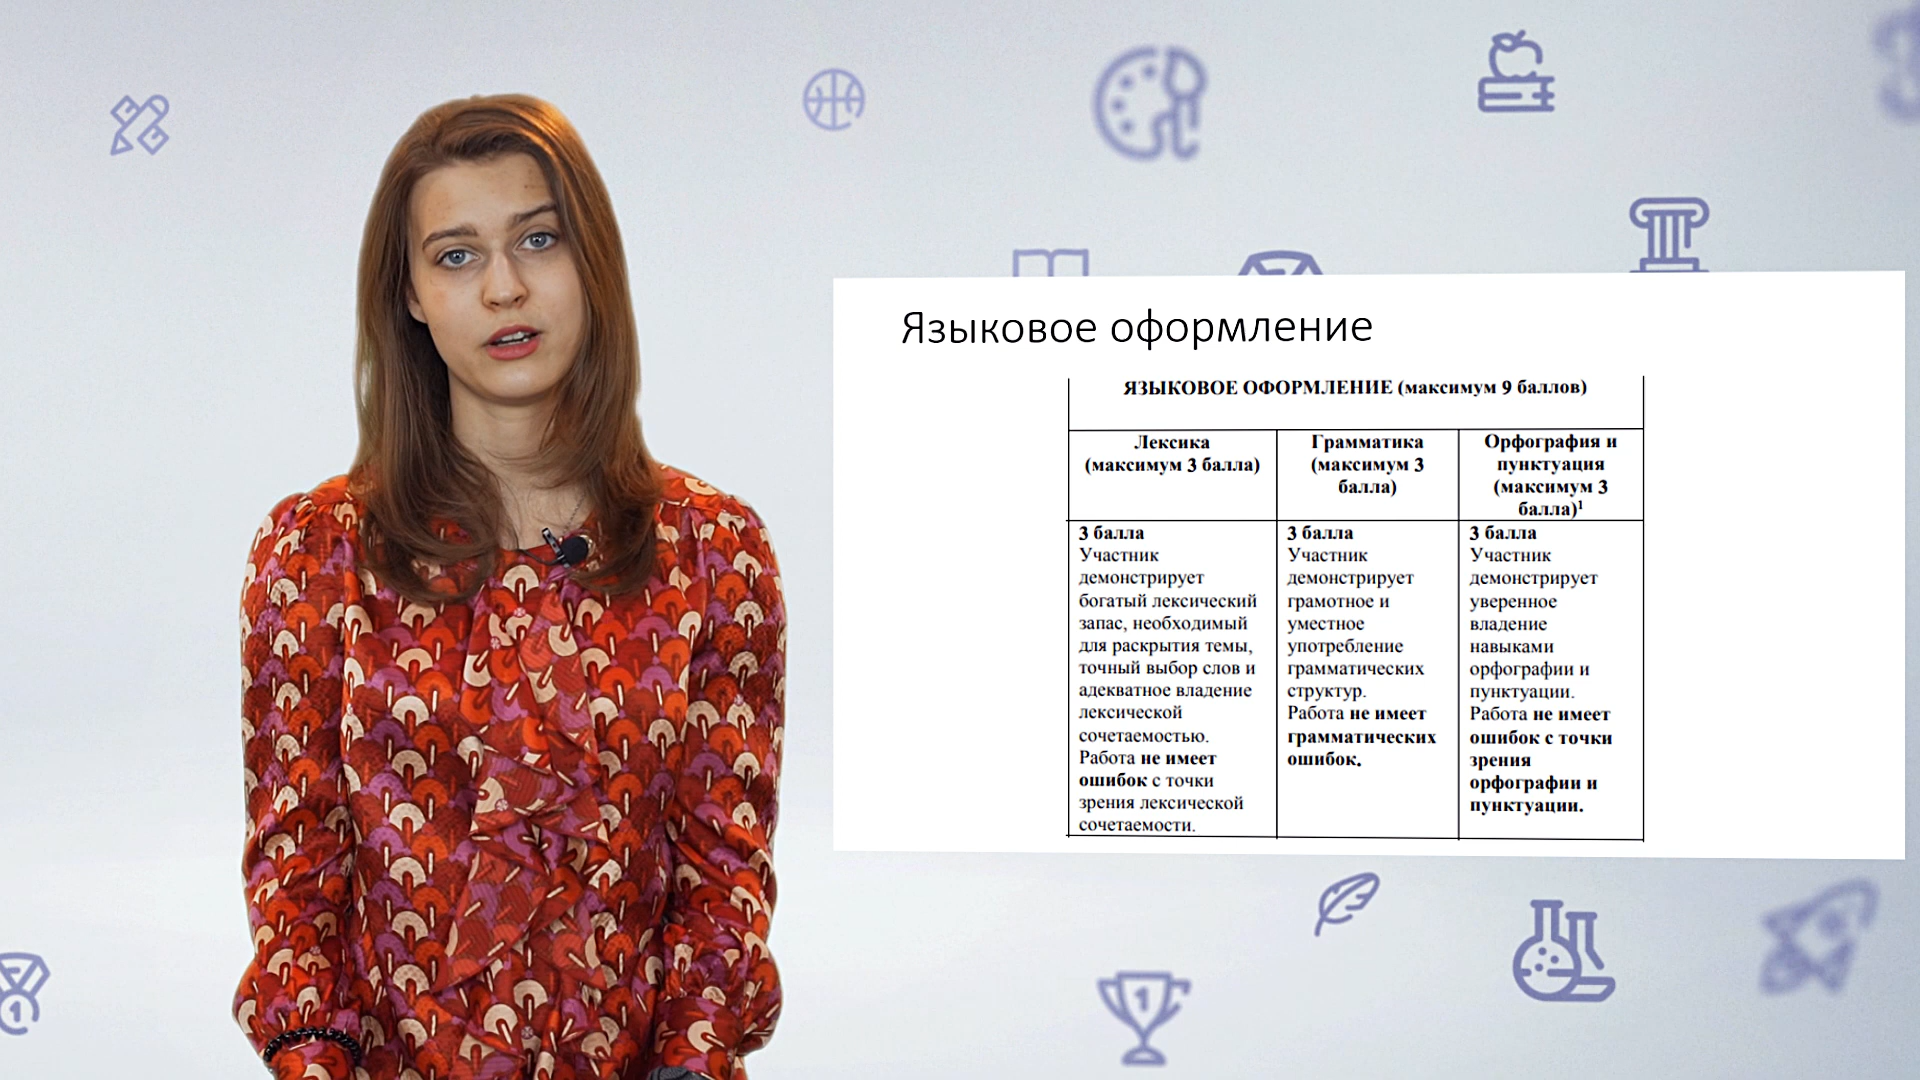 Языковое оформление
ЯЗЫКОВОЕ ОФОРМЛЕНИЕ (максимум 9 баллов)
Лексика
(максимум 3 балла)
Грамматика
(максимум 3
балла)
Орфография и
пунктуация
(максимум 3
балла)¹
3 балла
Участник
демонстрирует
богатый лексический
запас, необходимый
для раскрытия темы,
точный выбор слов и
адекватное владение
лексической
сочетаемостью.
Работа не имеет
ошибок с точки
зрения лексической
сочетаемости.
3 балла
Участник
демонстрирует
грамотное и
уместное
употребление
грамматических
структур.
Работа не имеет
грамматических
ошибок.
3 балла
Участник
демонстрирует
уверенное
владение
навыками
орфографии и
пунктуации.
Работа не имеет
ошибок с точки
зрения
орфографии и
пунктуации.
1
1